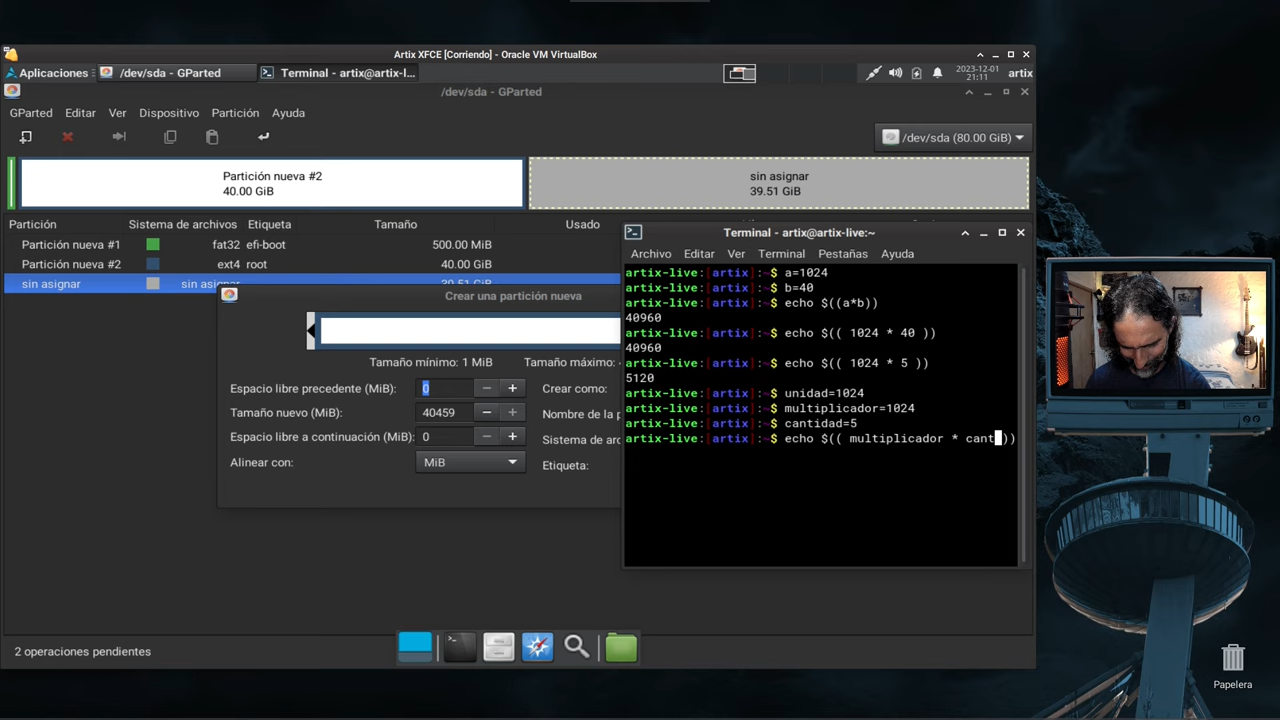 Artix XFCE [Corriendo] - Oracle VM VirtualBox
Aplicaciones
/dev/sda - GParted
Terminal - artix@artix-l...
2023-12-01
21:11
artix
/dev/sda - GParted
GParted Editar Ver Dispositivo Partición Ayuda
/dev/sda (80.00 GiB)
Partición nueva #2
40.00 GiB
sin asignar
39.51 GiB
Partición Sistema de archivos Etiqueta Tamaño Usado
Partición nueva #1 fat32 efi-boot 500.00 MiB
Partición nueva #2 ext4 root 40.00 GiB
sin asignar sin asignar 39.51 GiB
Crear una partición nueva
Tamaño mínimo: 1 MiB Tamaño máximo:
Espacio libre precedente (MiB): 0 Crear como:
Tamaño nuevo (MiB): 40459 Nombre de la p
Espacio libre a continuación (MiB): 0 Sistema de arc
Alinear con: MiB Etiqueta:
Terminal - artix@artix-live:~
Archivo Editar Ver Terminal Pestañas Ayuda
artix-live:[artix]:~$ a=1024
artix-live:[artix]:~$ b=40
artix-live:[artix]:~$ echo $((a*b))
40960
artix-live:[artix]:~$ echo $(( 1024 * 40 ))
40960
artix-live:[artix]:~$ echo $(( 1024 * 5 ))
5120
artix-live:[artix]:~$ unidad=1024
artix-live:[artix]:~$ multiplicador=1024
artix-live:[artix]:~$ cantidad=5
artix-live:[artix]:~$ echo $(( multiplicador * cant ))
2 operaciones pendientes
Papelera